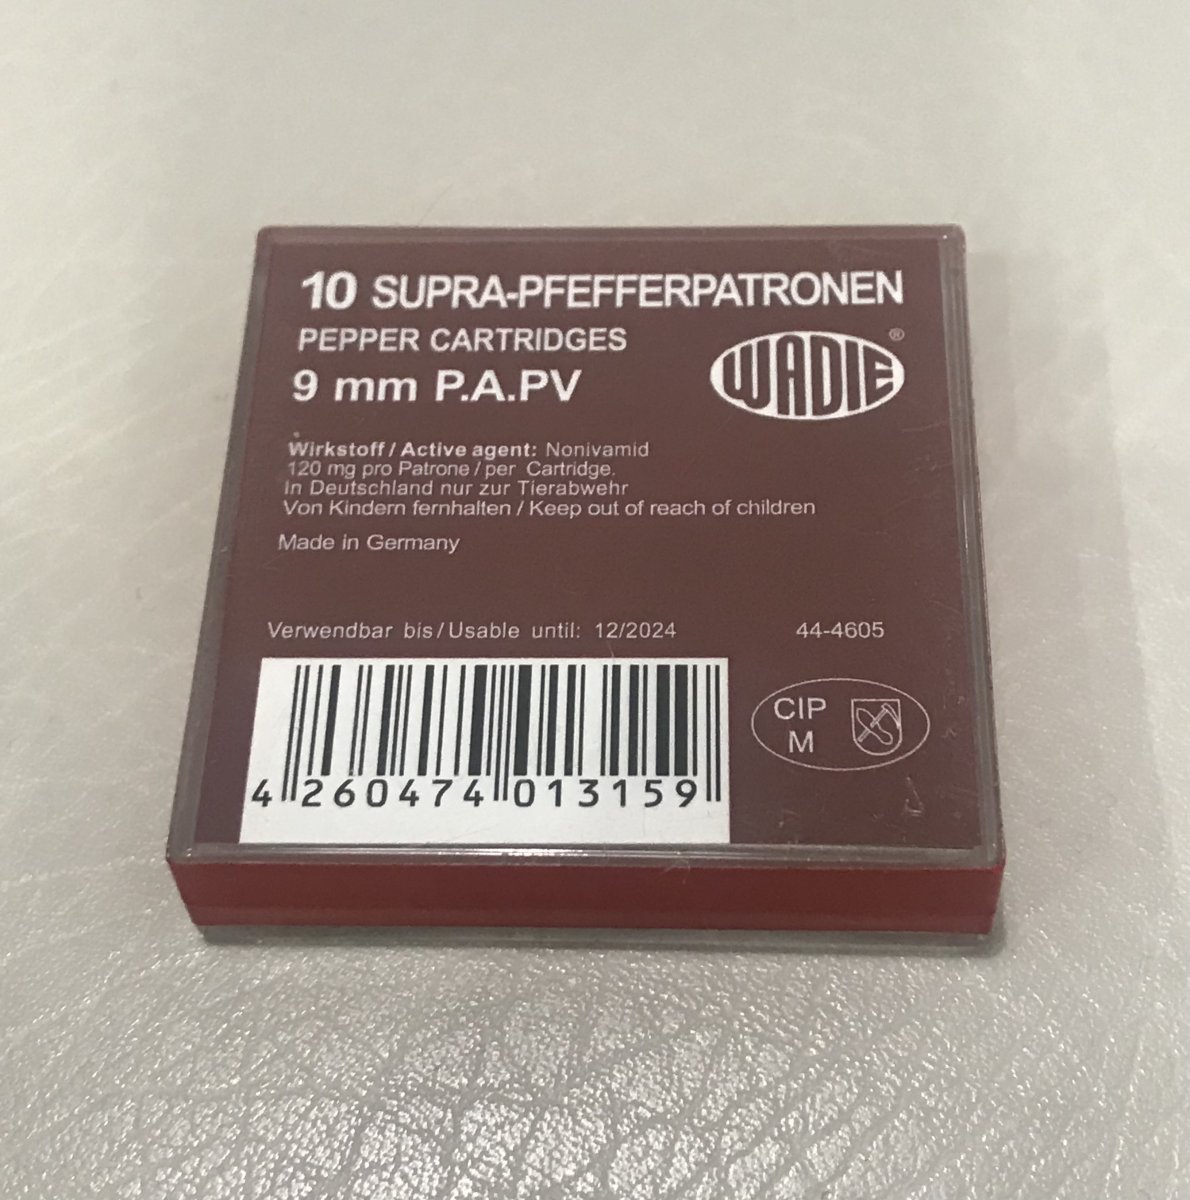 10 SUPRA-PFEFFERPATRONEN
PEPPER CARTRIDGES
9 mm P.A.PV
WADIE®
Wirkstoff / Active agent: Nonivamid
120 mg pro Patrone / per Cartridge.
In Deutschland nur zur Tierabwehr
Von Kindern fernhalten / Keep out of reach of children
Made in Germany
Verwendbar bis / Usable until: 12/2024
44-4605
CIP
M
4 260474 013159